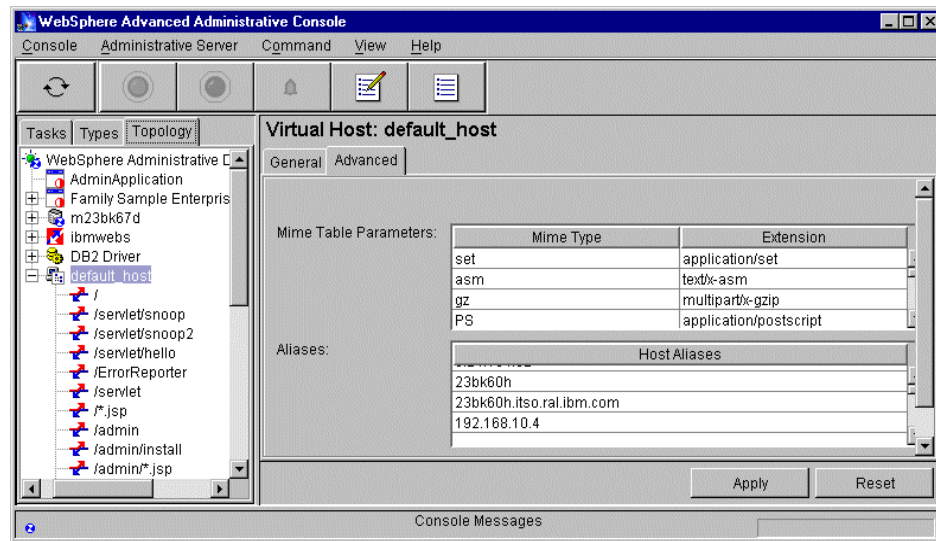 WebSphere Advanced Administrative Console
Console Administrative Server Command View Help
Tasks Types Topology
WebSphere Administrative D
AdminApplication
Family Sample Enterpris
m23bk67d
ibmwebs
DB2 Driver
default_host
/
/servlet/snoop
/servlet/snoop2
/servlet/hello
/ErrorReporter
/servlet
/*.jsp
/admin
/admin/install
/admin/*.jsp
Virtual Host: default_host
General Advanced
Mime Table Parameters:
Mime Type Extension
set application/set
asm text/x-asm
gz multipart/x-gzip
PS application/postscript
Aliases:
Host Aliases
23bk60h
23bk60h.itso.ral.ibm.com
192.168.10.4
Apply Reset
Console Messages